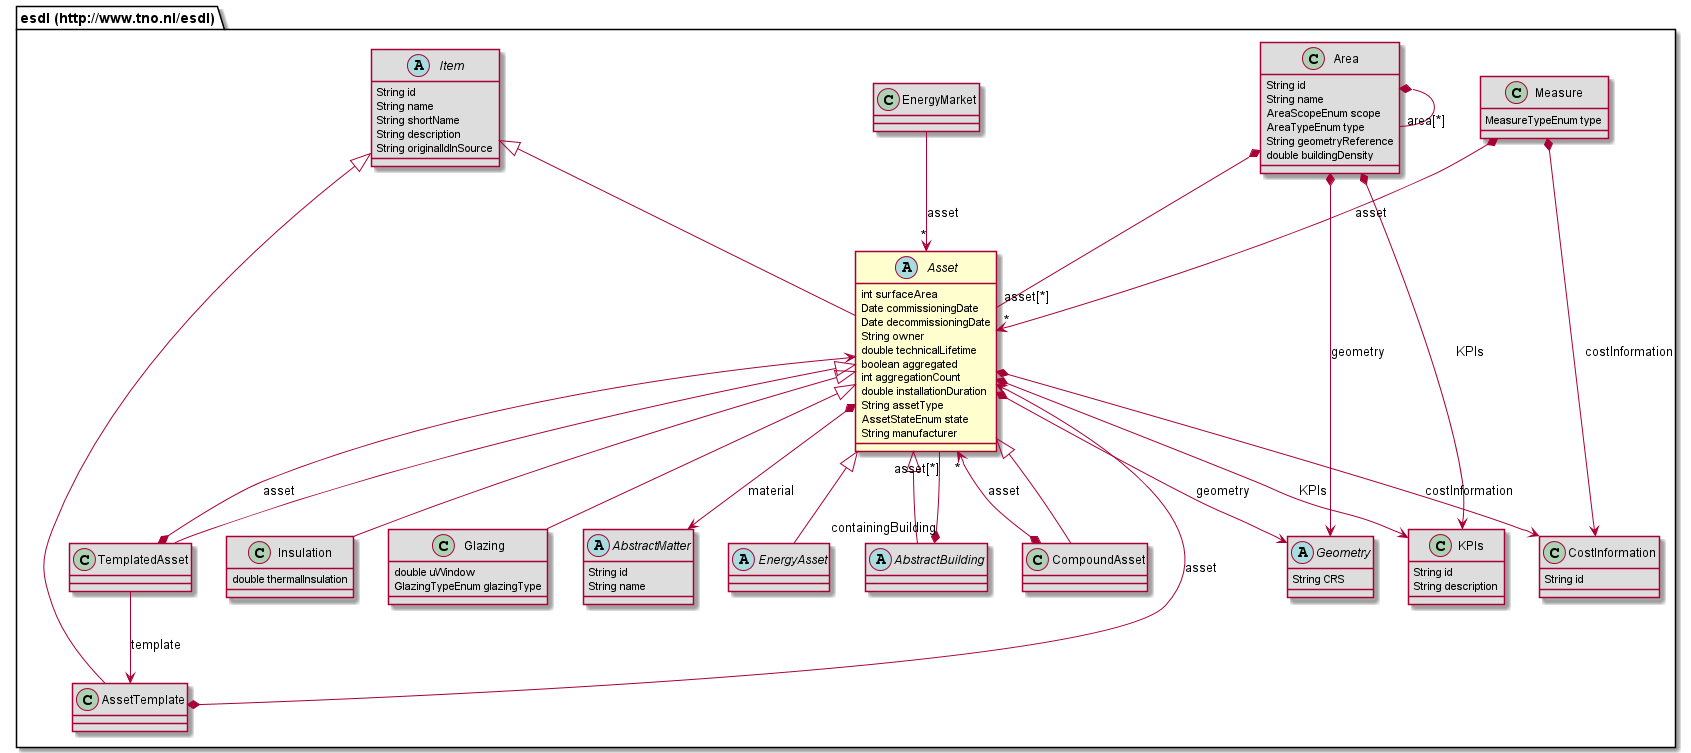 esdl (http://www.tno.nl/esdl)
A Item
String id
String name
String shortName
String description
String originalIdInSource
C EnergyMarket
C Area
String id
String name
AreaScopeEnum scope
AreaTypeEnum type
String geometryReference
double buildingDensity
area[*]
C Measure
MeasureTypeEnum type
asset
*
asset
A Asset
int surfaceArea
Date commissioningDate
Date decommissioningDate
String owner
double technicalLifetime
boolean aggregated
int aggregationCount
double installationDuration
String assetType
AssetStateEnum state
String manufacturer
asset[*]
*
geometry
KPIs
costInformation
asset
material
asset[*]
*
containingBuilding
asset
geometry
KPIs
costInformation
asset
C TemplatedAsset
C Insulation
double thermalInsulation
C Glazing
double uWindow
GlazingTypeEnum glazingType
A AbstractMatter
String id
String name
A EnergyAsset
A AbstractBuilding
C CompoundAsset
A Geometry
String CRS
C KPIs
String id
String description
C CostInformation
String id
template
C AssetTemplate